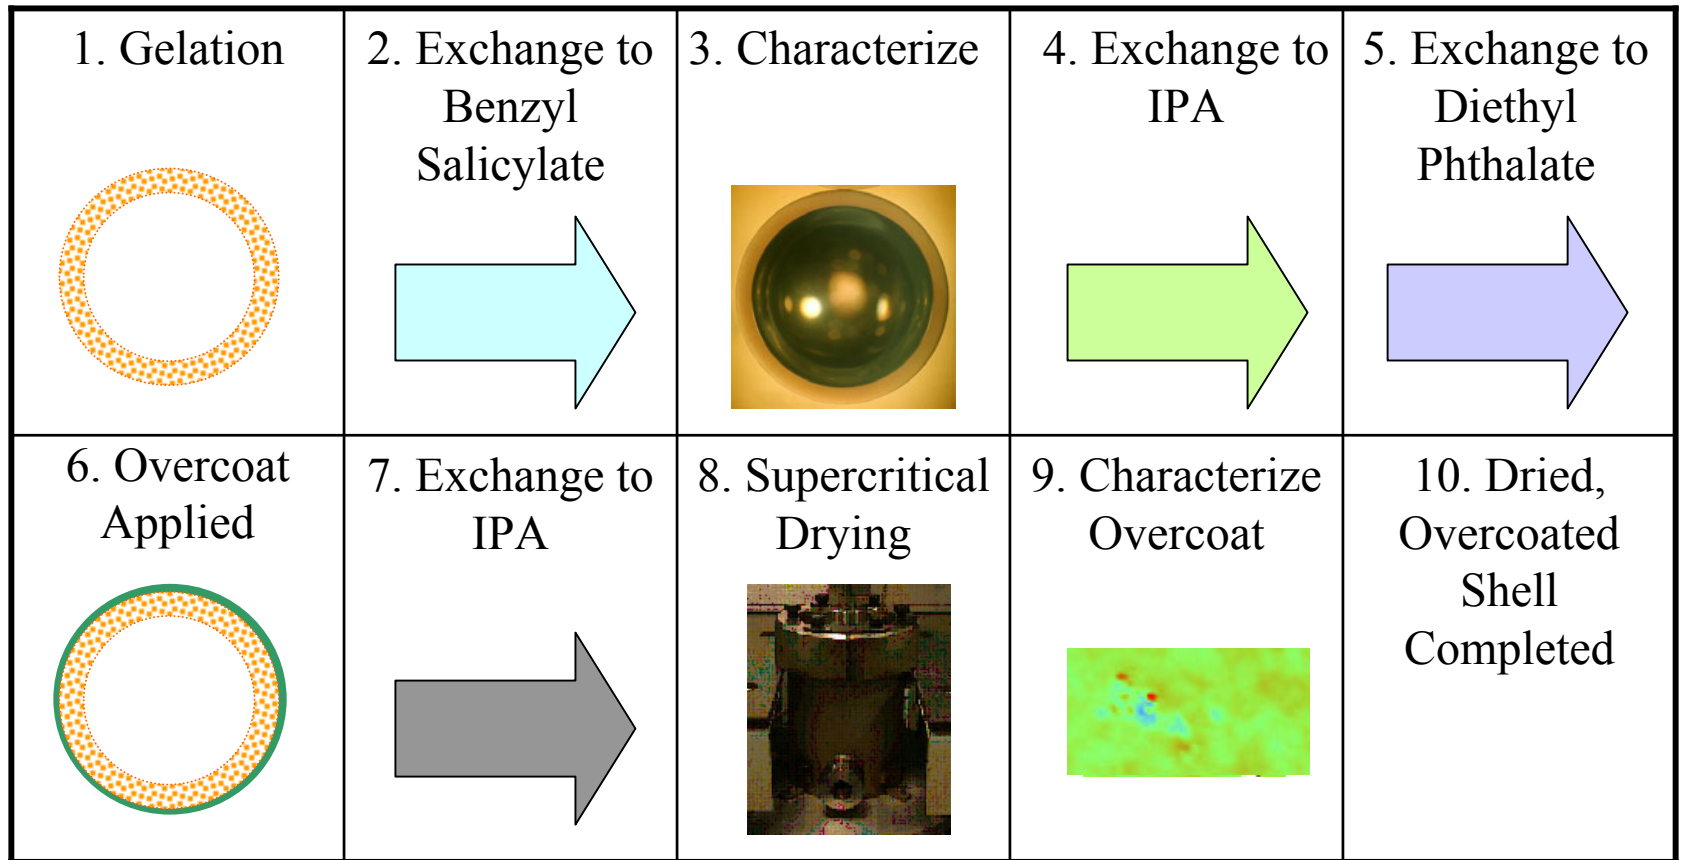 1. Gelation
2. Exchange to
Benzyl
Salicylate
3. Characterize
4. Exchange to
IPA
5. Exchange to
Diethyl
Phthalate
6. Overcoat
Applied
7. Exchange to
IPA
8. Supercritical
Drying
9. Characterize
Overcoat
10. Dried,
Overcoated
Shell
Completed